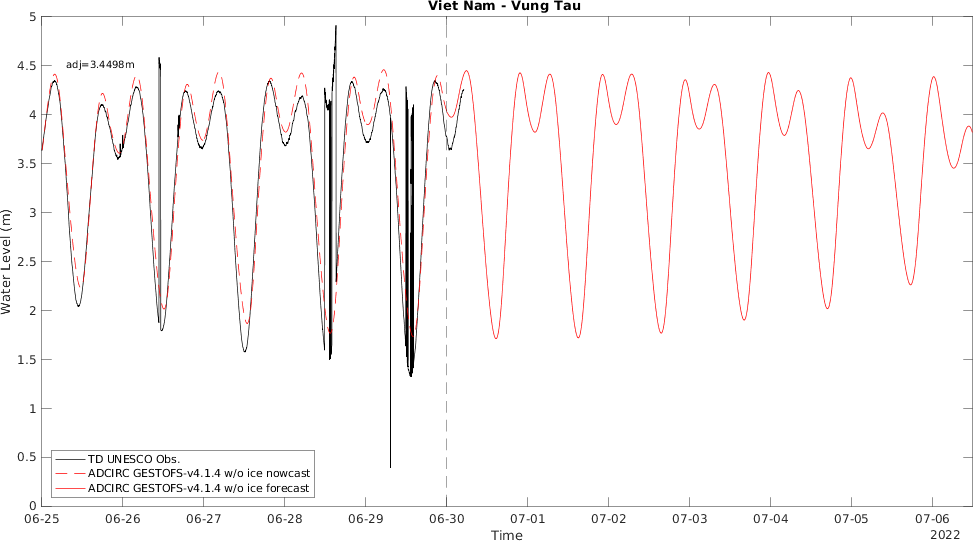 Viet Nam - Vung Tau
adj=3.4498m
Water Level (m)
5
4.5
4
3.5
3
2.5
2
1.5
1
0.5
0
TD UNESCO Obs.
ADCIRC GESTOFS-v4.1.4 w/o ice nowcast
ADCIRC GESTOFS-v4.1.4 w/o ice forecast
06-25 06-26 06-27 06-28 06-29 06-30 07-01 07-02 07-03 07-04 07-05 07-06
Time
2022